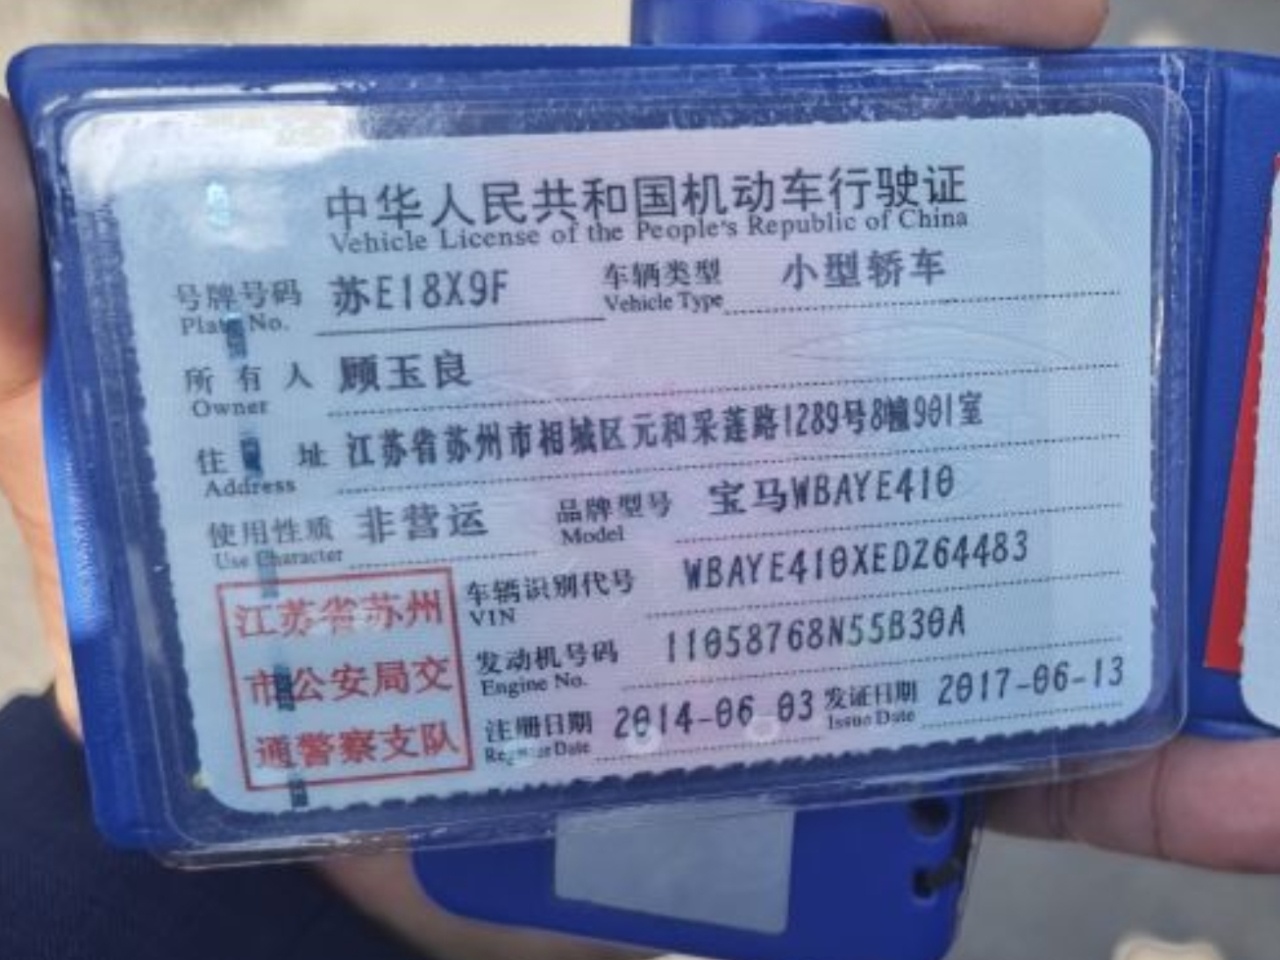 中华人民共和国机动车行驶证
Vehicle License of the People's Republic of China
号牌号码 苏E18X9F 车辆类型 小型轿车
Plate No. Vehicle Type
所有人 顾玉良
Owner
住址 江苏省苏州市相城区元和采莲路1289号8幢901室
Address
使用性质 非营运 品牌型号 宝马WBAYE410
Use Character Model
车辆识别代号 WBAYE410XEDZ64483
VIN
发动机号码 11058768N55B30A
Engine No.
注册日期 2014-06 03 发证日期 2017-06-13
Register Date Issue Date
江苏省苏州
市公安局交
通警察支队